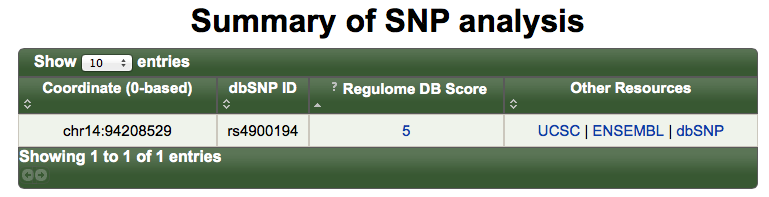 Summary of SNP analysis
Show 10 entries
Coordinate (0-based) dbSNP ID ? Regulome DB Score Other Resources
chr14:94208529 rs4900194 5 UCSC | ENSEMBL | dbSNP
Showing 1 to 1 of 1 entries